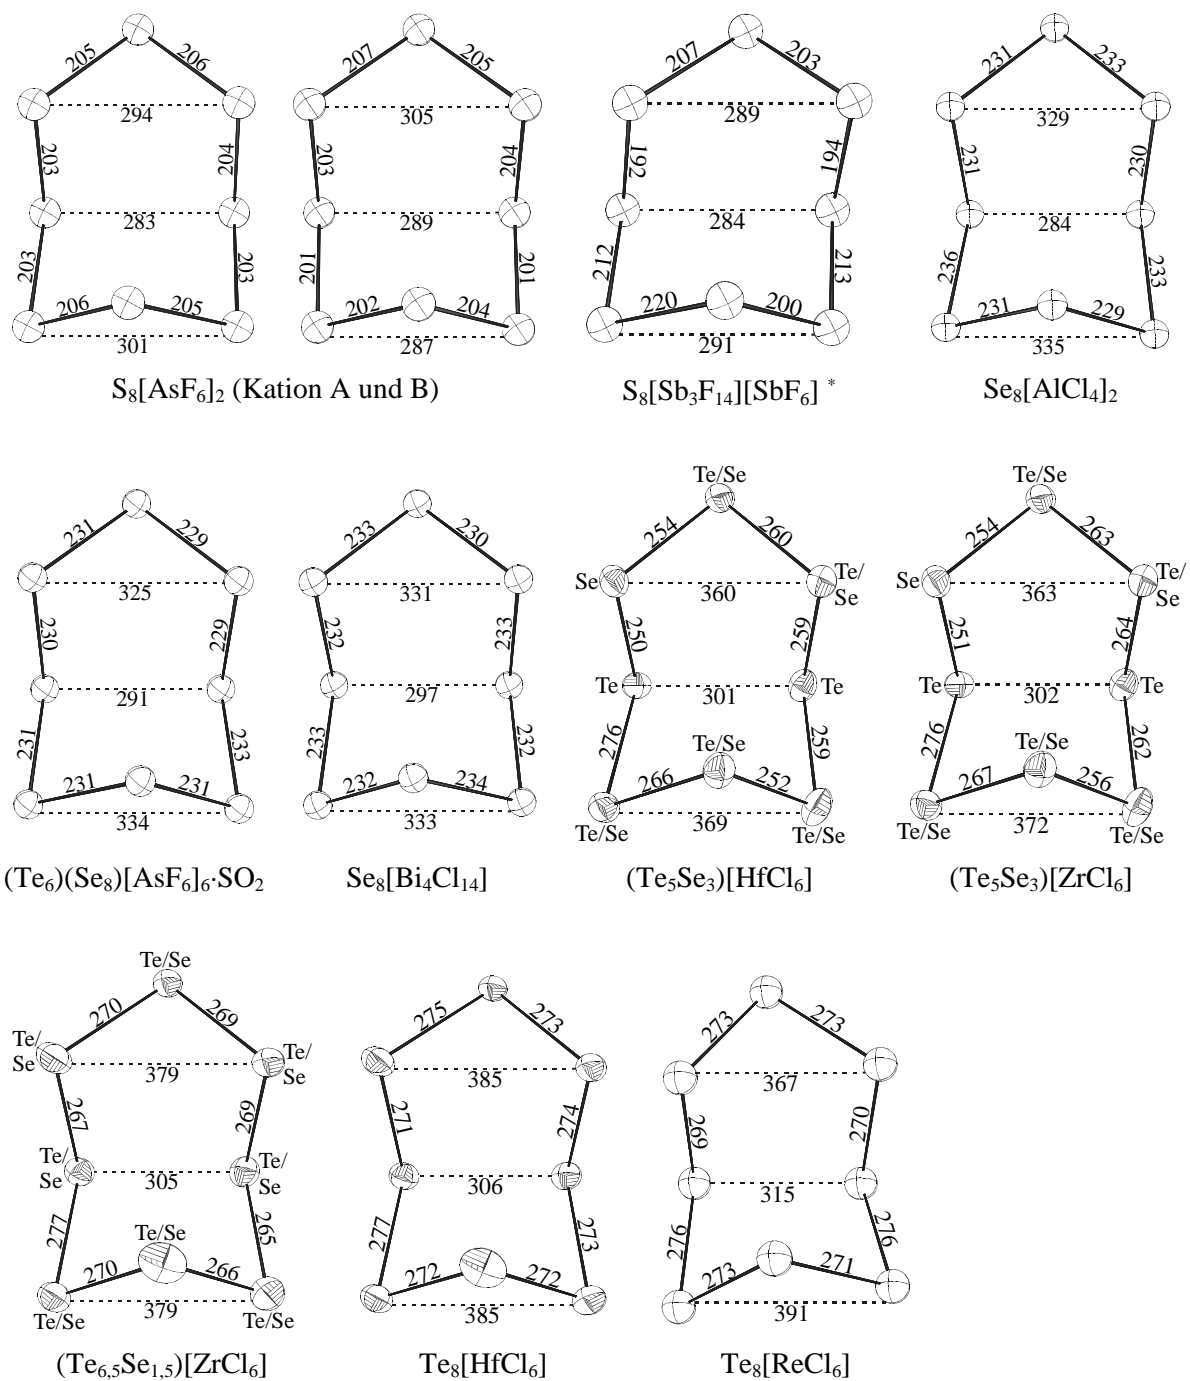 205 206
294
203 204
283
203 203
206 205
301
207 205
305
203 204
289
201 201
202 204
287
S₈[AsF₆]₂ (Kation A und B)
207 203
289
192 194
284
212 213
220 200
291
S₈[Sb₃F₁₄][SbF₆] *
231 233
329
231 230
284
236 233
231 229
335
Se₈[AlCl₄]₂
231 229
325
230 229
291
231 233
231 231
334
(Te₆)(Se₈)[AsF₆]₆·SO₂
233 230
331
232 233
297
233 232
232 234
333
Se₈[Bi₄Cl₁₄]
Te/Se
254 260
Se 360 Te/
Se
250 259
Te 301 Te
276 259
Te/Se
266 252
369
Te/Se Te/Se
(Te₅Se₃)[HfCl₆]
Te/Se
254 263
Se 363 Te/
Se
251 264
Te 302 Te
276 262
Te/Se
267 256
372
Te/Se Te/Se
(Te₅Se₃)[ZrCl₆]
Te/Se
270 269
Te/ Te/
Se 379 Se
267 269
Te/ Te/
Se 305 Se
277 265
Te/Se
270 266
379
Te/Se Te/Se
(Te₆,₅Se₁,₅)[ZrCl₆]
275 273
385
271 274
306
277 273
272 272
385
Te₈[HfCl₆]
273 273
367
269 270
315
276 276
273 271
391
Te₈[ReCl₆]